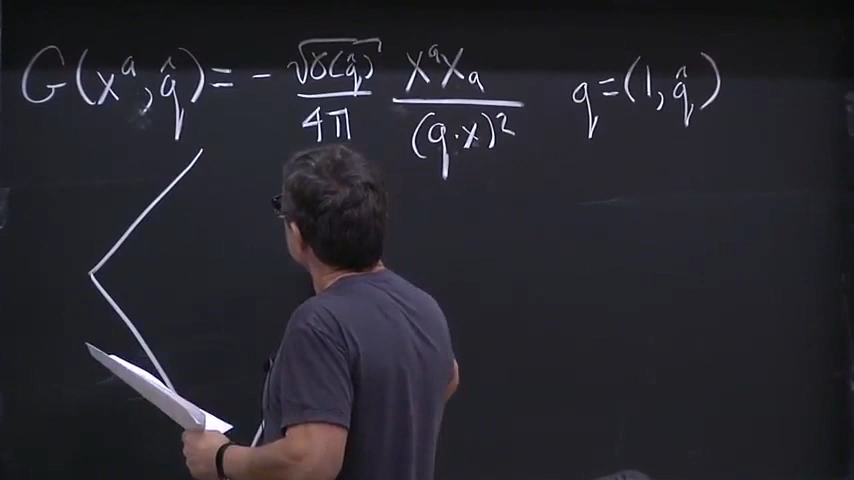 G(x^a, q̂) = - √γ(q̂) / 4π  x^a x_a / (q·x)^2  q = (1, q̂)